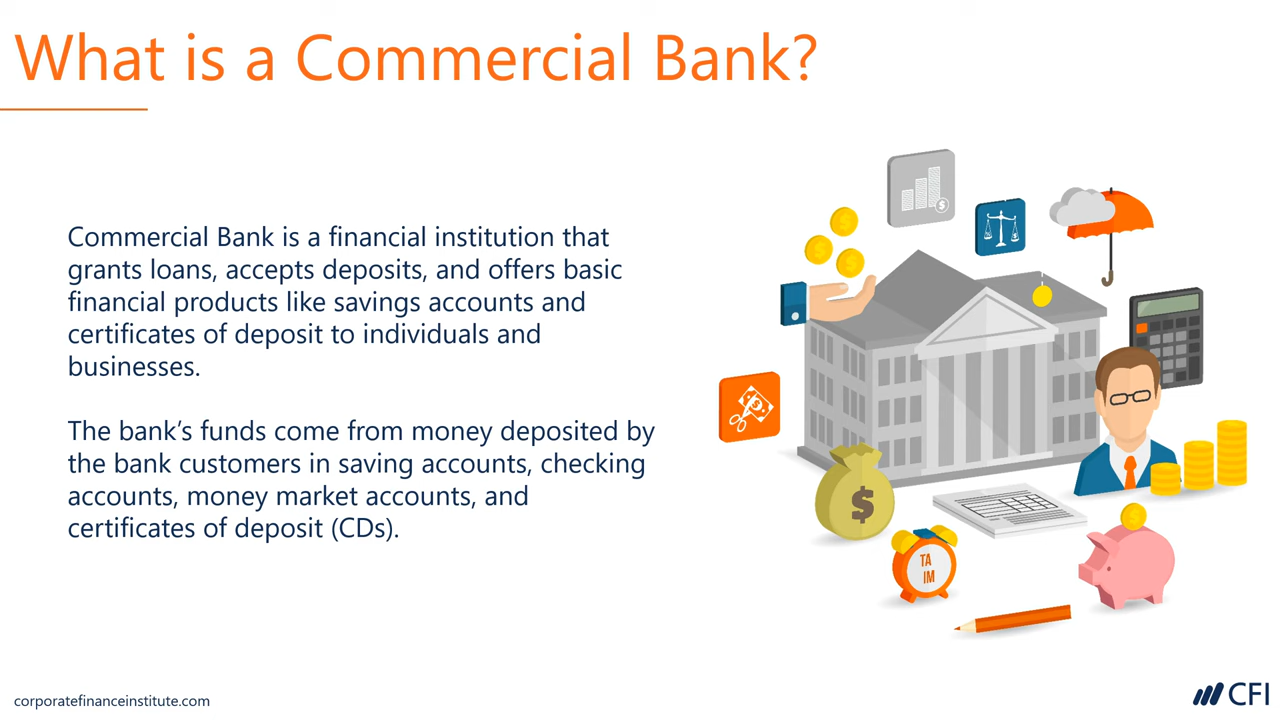 What is a Commercial Bank?
Commercial Bank is a financial institution that
grants loans, accepts deposits, and offers basic
financial products like savings accounts and
certificates of deposit to individuals and
businesses.
The bank’s funds come from money deposited by
the bank customers in saving accounts, checking
accounts, money market accounts, and
certificates of deposit (CDs).
$
$
$
$
$
TA
IM
corporatefinanceinstitute.com
CFI